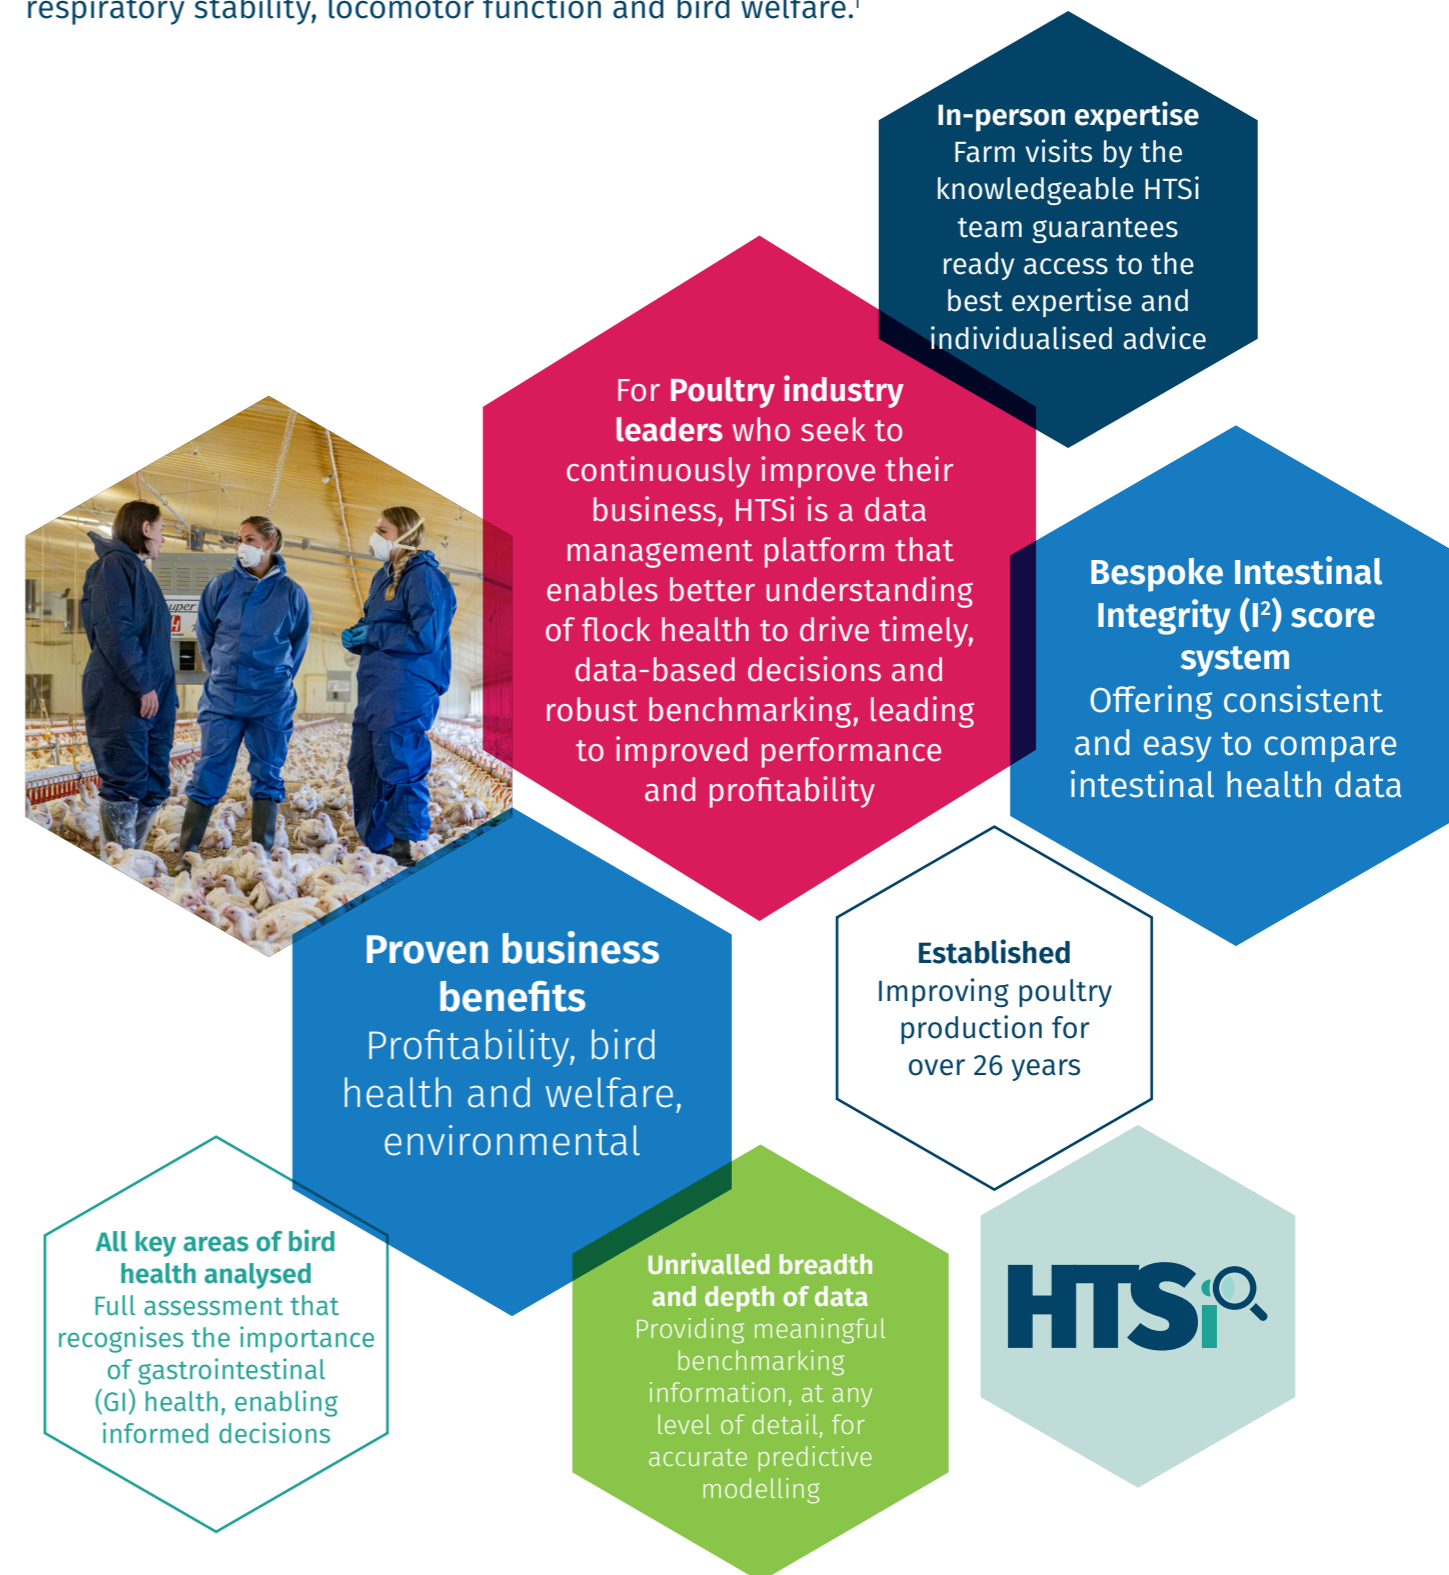 respiratory stability, locomotor function and bird welfare.¹
In-person expertise
Farm visits by the
knowledgeable HTSi
team guarantees
ready access to the
best expertise and
individualised advice
For Poultry industry
leaders who seek to
continuously improve their
business, HTSi is a data
management platform that
enables better understanding
of flock health to drive timely,
data-based decisions and
robust benchmarking, leading
to improved performance
and profitability
Bespoke Intestinal
Integrity (I²) score
system
Offering consistent
and easy to compare
intestinal health data
uper
Proven business
benefits
Profitability, bird
health and welfare,
environmental
Established
Improving poultry
production for
over 26 years
All key areas of bird
health analysed
Full assessment that
recognises the importance
of gastrointestinal
(GI) health, enabling
informed decisions
Unrivalled breadth
and depth of data
Providing meaningful
benchmarking
information, at any
level of detail, for
accurate predictive
modelling
HTSi